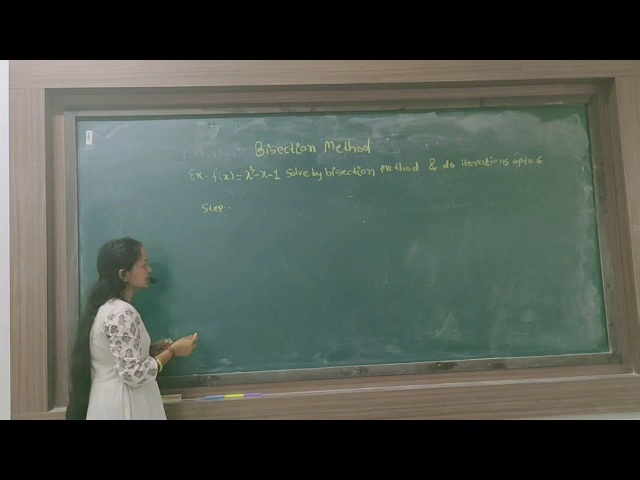 Bisection Method
Ex: f(x) = x³-x-1 Solve by bisection Method & do iterations upto 6
Step:-